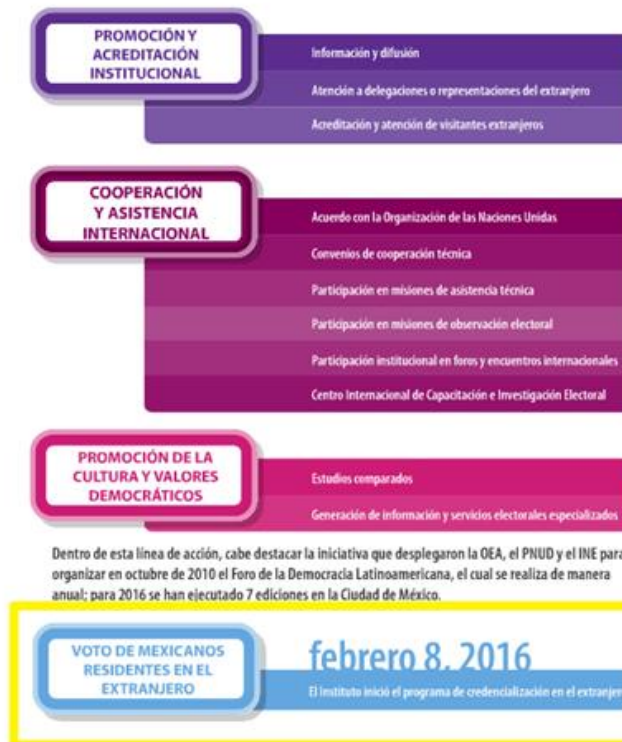 PROMOCIÓN Y
ACREDITACIÓN
INSTITUCIONAL
Información y difusión
Atención a delegaciones o representaciones del extranjero
Acreditación y atención de visitantes extranjeros
COOPERACIÓN
Y ASISTENCIA
INTERNACIONAL
Acuerdo con la Organización de las Naciones Unidas
Convenios de cooperación técnica
Participación en misiones de asistencia técnica
Participación en misiones de observación electoral
Participación institucional en foros y encuentros internacionales
Centro Internacional de Capacitación e Investigación Electoral
PROMOCIÓN DE LA
CULTURA Y VALORES
DEMOCRÁTICOS
Estudios comparados
Generación de información y servicios electorales especializados
Dentro de esta línea de acción, cabe destacar la iniciativa que desplegaron la OEA, el PNUD y el INE para
organizar en octubre de 2010 el Foro de la Democracia Latinoamericana, el cual se realiza de manera
anual; para 2016 se han ejecutado 7 ediciones en la Ciudad de México.
VOTO DE MEXICANOS
RESIDENTES EN EL
EXTRANJERO
febrero 8, 2016
El Instituto inició el programa de credencialización en el extranjer